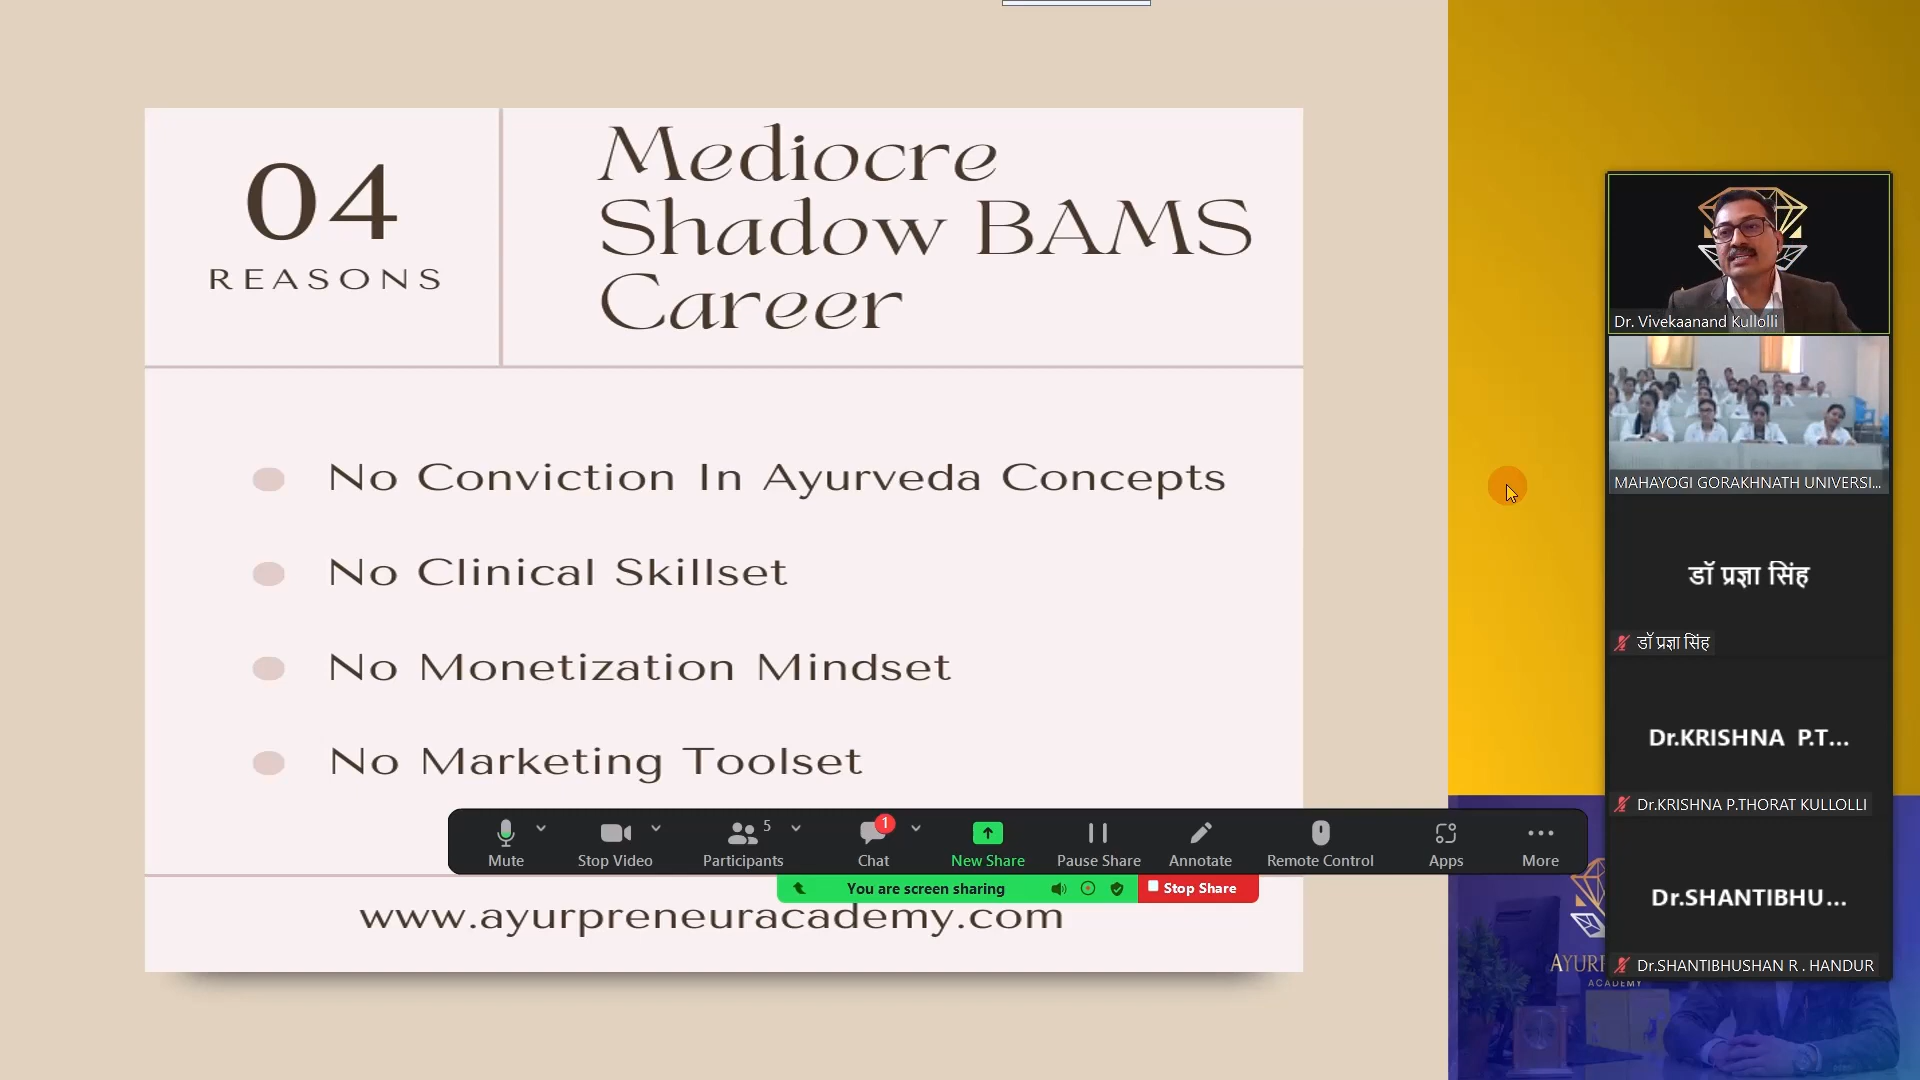 04
REASONS
Mediocre
Shadow BAMS
Career
No Conviction In Ayurveda Concepts
No Clinical Skillset
No Monetization Mindset
No Marketing Toolset
www.ayurpreneuracademy.com
Mute
Stop Video
5
Participants
1
Chat
New Share
Pause Share
Annotate
Remote Control
Apps
More
You are screen sharing
Stop Share
Dr. Vivekaanand Kullolli
MAHAYOGI GORAKHNATH UNIVERSI...
डॉ प्रज्ञा सिंह
डॉ प्रज्ञा सिंह
Dr.KRISHNA P.T...
Dr.KRISHNA P.THORAT KULLOLLI
Dr.SHANTIBHU...
Dr.SHANTIBHUSHAN R . HANDUR
ACADEMY